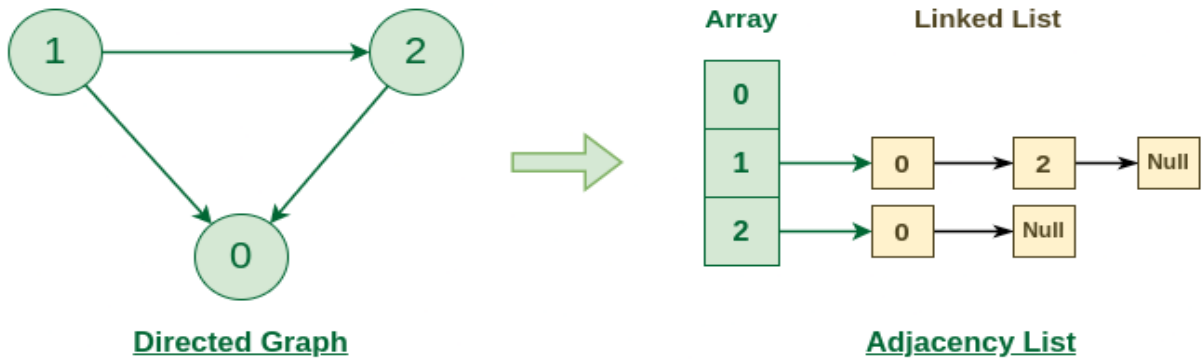 Array Linked List
1 2
0
1 0 2 Null
2 0 Null
0
Directed Graph Adjacency List